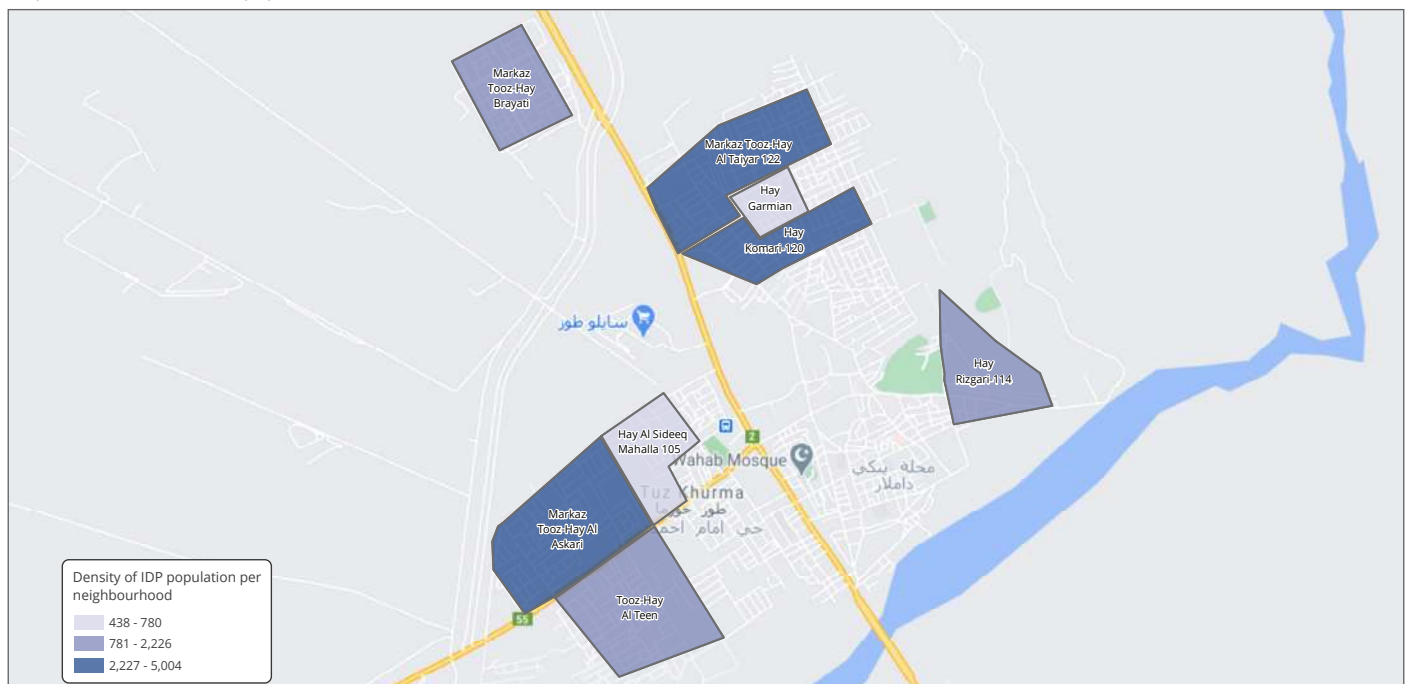 Markaz
Tooz-Hay
Brayati
Markaz Tooz-Hay
Al Taiyar 122
Hay
Garmian
Hay
Komari-120
سايلو طوز
Hay
Rizgari 114
Hay Al Sideeq
Mahalla 105
2
Wahab Mosque
محلة بنكي
داملار
Tuz Khurma
طوز خورما
حي امام احمد
Markaz
Tooz-Hay Al
Askari
Tooz-Hay
Al Teen
55
Density of IDP population per
neighbourhood
438 - 780
781 - 2,226
2,227 - 5,004